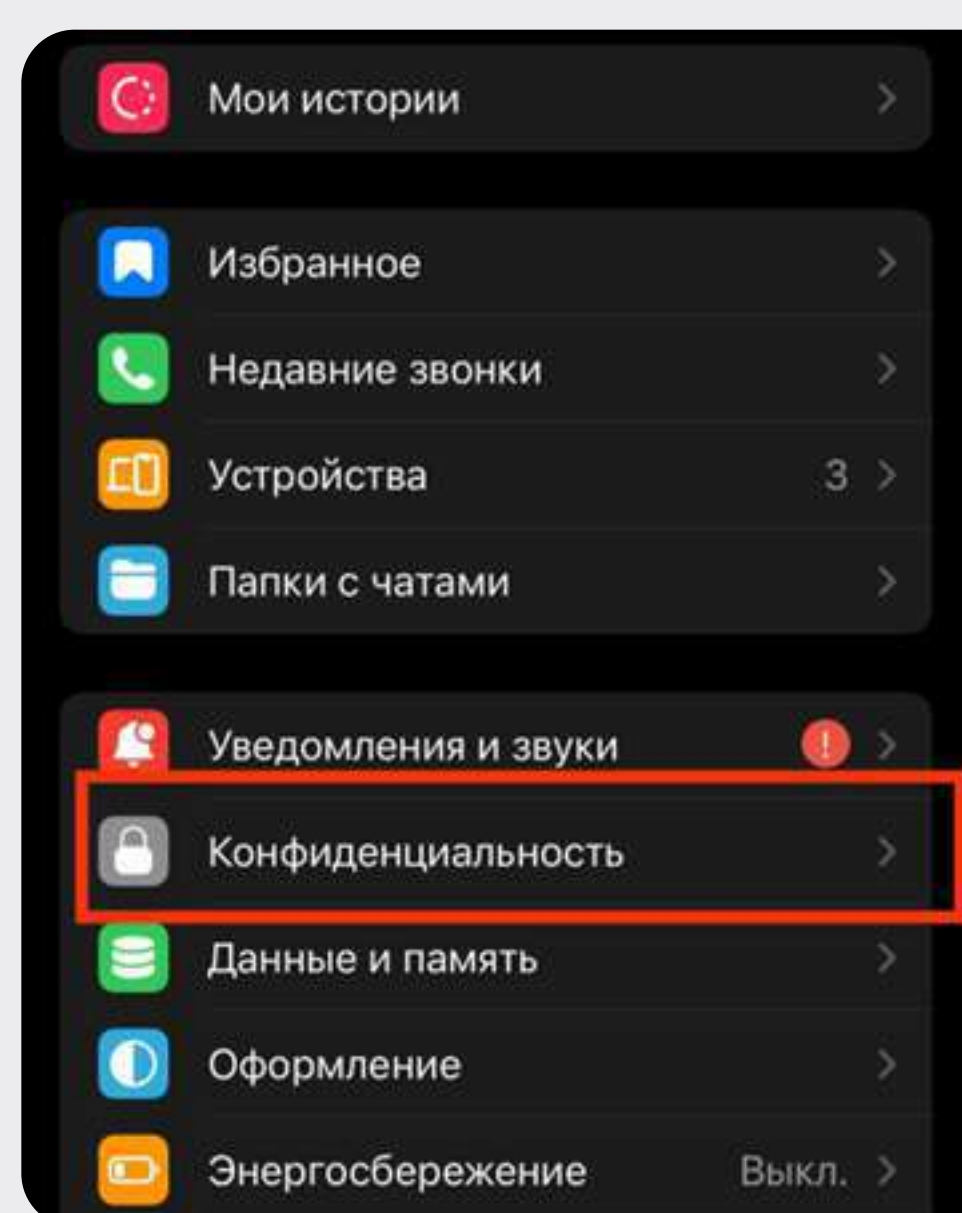 Мои истории
Избранное
Недавние звонки
Устройства 3
Папки с чатами
Уведомления и звуки !
Конфиденциальность
Данные и память
Оформление
Энергосбережение Выкл.